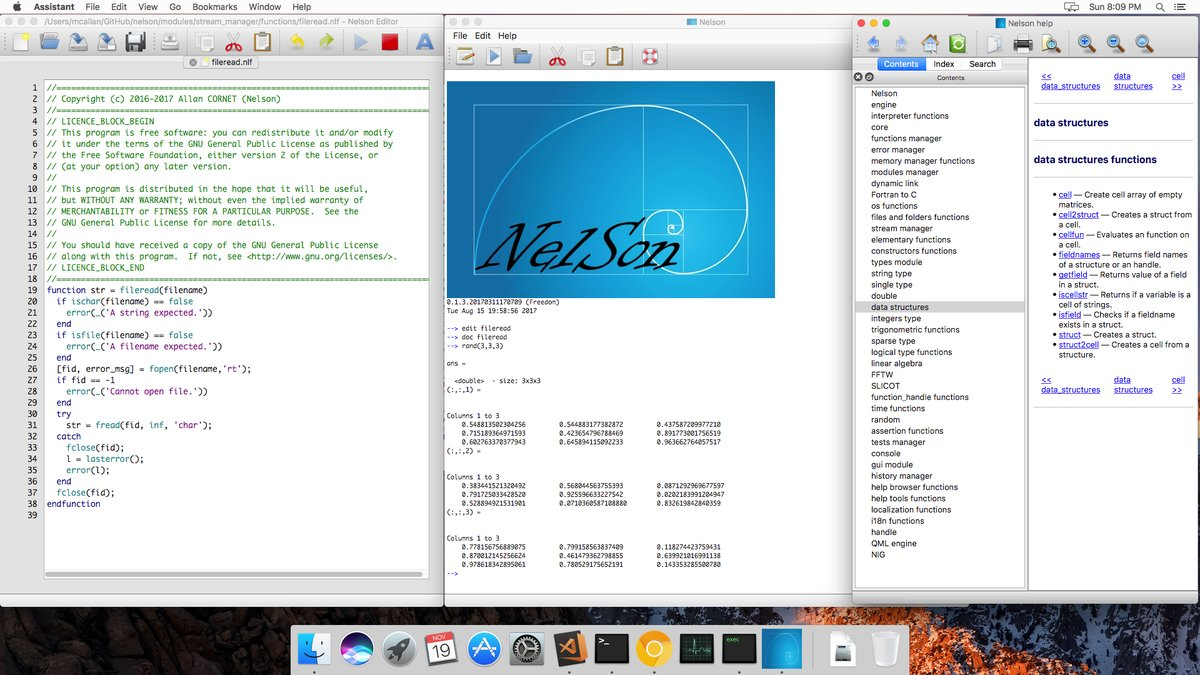 Assistant File Edit View Go Bookmarks Window Help Sun 8:09 PM
/Users/mcailan/GitHub/nelson/modules/stream_manager/functions/fileread.nlf - Nelson Editor
fileread.nlf
1 //
2 // Copyright (c) 2016-2017 Allan CORNET (Nelson)
3 //
4 // LICENCE_BLOCK_BEGIN
5 // This program is free software: you can redistribute it and/or modify
6 // it under the terms of the GNU General Public License as published by
7 // the Free Software Foundation, either version 2 of the License, or
8 // (at your option) any later version.
9 //
10 // This program is distributed in the hope that it will be useful,
11 // but WITHOUT ANY WARRANTY; without even the implied warranty of
12 // MERCHANTABILITY or FITNESS FOR A PARTICULAR PURPOSE. See the
13 // GNU General Public License for more details.
14 //
15 // You should have received a copy of the GNU General Public License
16 // along with this program. If not, see <http://www.gnu.org/licenses/>.
17 // LICENCE_BLOCK_END
18 //
19 function str = fileread(filename)
20 if ischar(filename) == false
21 error(_('A string expected.'))
22 end
23 if isfile(filename) == false
24 error(_('A filename expected.'))
25 end
26 [fid, error_msg] = fopen(filename,'rt');
27 if fid == -1
28 error(_('Cannot open file.'))
29 end
30 try
31 str = fread(fid, inf, 'char');
32 catch
33 fclose(fid);
34 l = lasterror();
35 error(l);
36 end
37 fclose(fid);
38 endfunction
39
Nelson
File Edit Help
NelSon
0.1.3.20170311170709 (Freedon)
Tue Aug 15 19:58:56 2017
--> edit fileread
--> doc fileread
--> rand(3,3,3)
ans =
<double> - size: 3x3x3
(:,:,1) =
Columns 1 to 3
0.548813502304256 0.544883177382872 0.437587209977210
0.715189364971593 0.423654796788469 0.891773001756519
0.602763370377943 0.645894115092233 0.963662764057517
(:,:,2) =
Columns 1 to 3
0.383441521320492 0.568044563755393 0.0871292969677597
0.791725033428520 0.925596633227542 0.0202183991204947
0.528894921531901 0.0710360587108880 0.832619842840359
(:,:,3) =
Columns 1 to 3
0.778156756889075 0.799158563837409 0.118274423759431
0.870012145256624 0.461479362798855 0.639921016991138
0.978618342895061 0.780529175652191 0.143353285500780
-->
Nelson help
Contents Index Search
Contents
Nelson
engine
interpreter functions
core
functions manager
error manager
memory manager functions
modules manager
dynamic link
Fortran to C
os functions
files and folders functions
stream manager
elementary functions
constructors functions
types module
string type
single type
double
data structures
integers type
trigonometric functions
sparse type
logical type functions
linear algebra
FFTW
SLICOT
function_handle functions
time functions
random
assertion functions
tests manager
console
gui module
history manager
help browser functions
help tools functions
localization functions
i18n functions
handle
QML engine
NIG
<< data cell
data_structures structures >>
data structures
data structures functions
• cell — Create cell array of empty
matrices.
• cell2struct — Creates a struct from
a cell.
• cellfun — Evaluates an function on
a cell.
• fieldnames — Returns field names
of a structure or an handle.
• getfield — Returns value of a field
in a struct.
• iscellstr — Returns if a variable is a
cell of strings.
• isfield — Checks if a fieldname
exists in a struct.
• struct — Creates a struct.
• struct2cell — Creates a cell from a
structure.
<< data cell
data_structures structures >>
NOV
19
exec